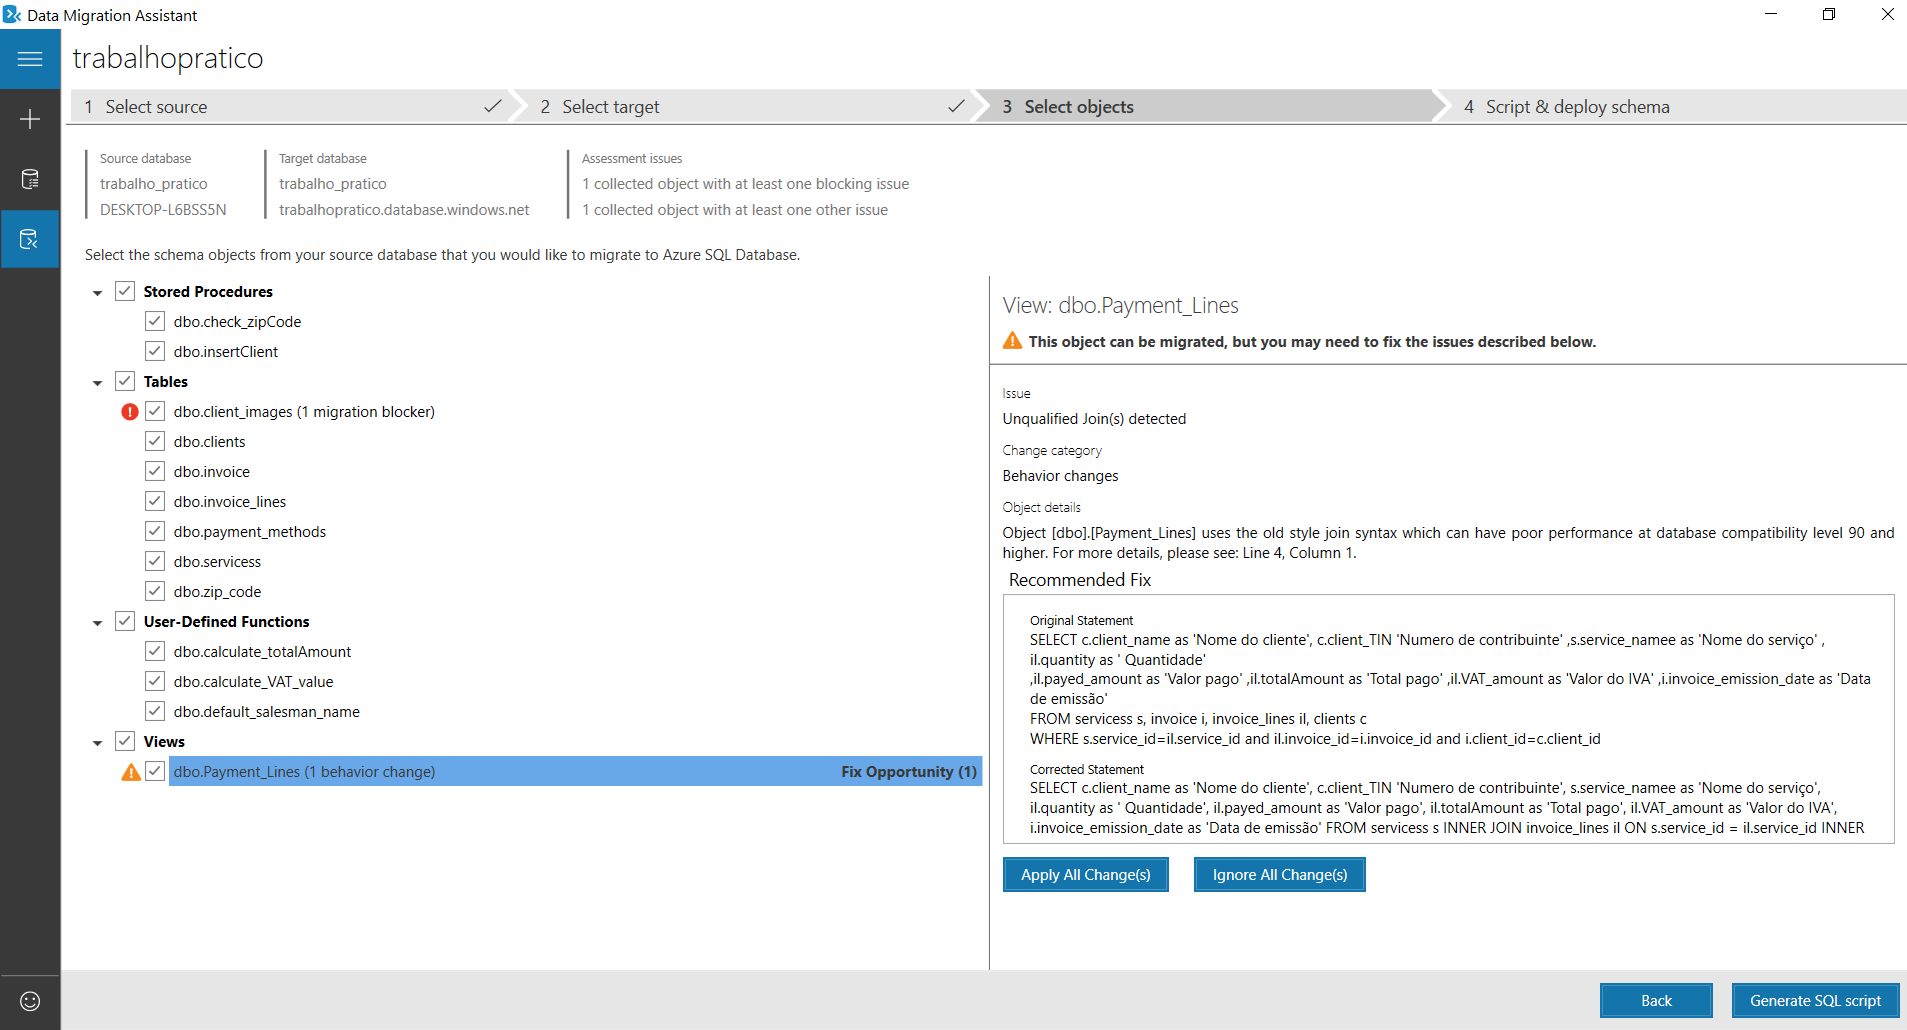 Data Migration Assistant
trabalhopratico
1 Select source
2 Select target
3 Select objects
4 Script & deploy schema
Source database
trabalho_pratico
DESKTOP-L6BSS5N
Target database
trabalho_pratico
trabalhopratico.database.windows.net
Assessment issues
1 collected object with at least one blocking issue
1 collected object with at least one other issue
Select the schema objects from your source database that you would like to migrate to Azure SQL Database.
Stored Procedures
dbo.check_zipCode
dbo.insertClient
Tables
dbo.client_images (1 migration blocker)
dbo.clients
dbo.invoice
dbo.invoice_lines
dbo.payment_methods
dbo.servicess
dbo.zip_code
User-Defined Functions
dbo.calculate_totalAmount
dbo.calculate_VAT_value
dbo.default_salesman_name
Views
dbo.Payment_Lines (1 behavior change) Fix Opportunity (1)
View: dbo.Payment_Lines
This object can be migrated, but you may need to fix the issues described below.
Issue
Unqualified Join(s) detected
Change category
Behavior changes
Object details
Object [dbo].[Payment_Lines] uses the old style join syntax which can have poor performance at database compatibility level 90 and
higher. For more details, please see: Line 4, Column 1.
Recommended Fix
Original Statement
SELECT c.client_name as 'Nome do cliente', c.client_TIN 'Numero de contribuinte' ,s.service_namee as 'Nome do serviço' ,
il.quantity as ' Quantidade'
,il.payed_amount as 'Valor pago' ,il.totalAmount as 'Total pago' ,il.VAT_amount as 'Valor do IVA' ,i.invoice_emission_date as 'Data
de emissão'
FROM servicess s, invoice i, invoice_lines il, clients c
WHERE s.service_id=il.service_id and il.invoice_id=i.invoice_id and i.client_id=c.client_id
Corrected Statement
SELECT c.client_name as 'Nome do cliente', c.client_TIN 'Numero de contribuinte', s.service_namee as 'Nome do serviço',
il.quantity as ' Quantidade', il.payed_amount as 'Valor pago', il.totalAmount as 'Total pago', il.VAT_amount as 'Valor do IVA',
i.invoice_emission_date as 'Data de emissão' FROM servicess s INNER JOIN invoice_lines il ON s.service_id = il.service_id INNER
Apply All Change(s)
Ignore All Change(s)
Back
Generate SQL script